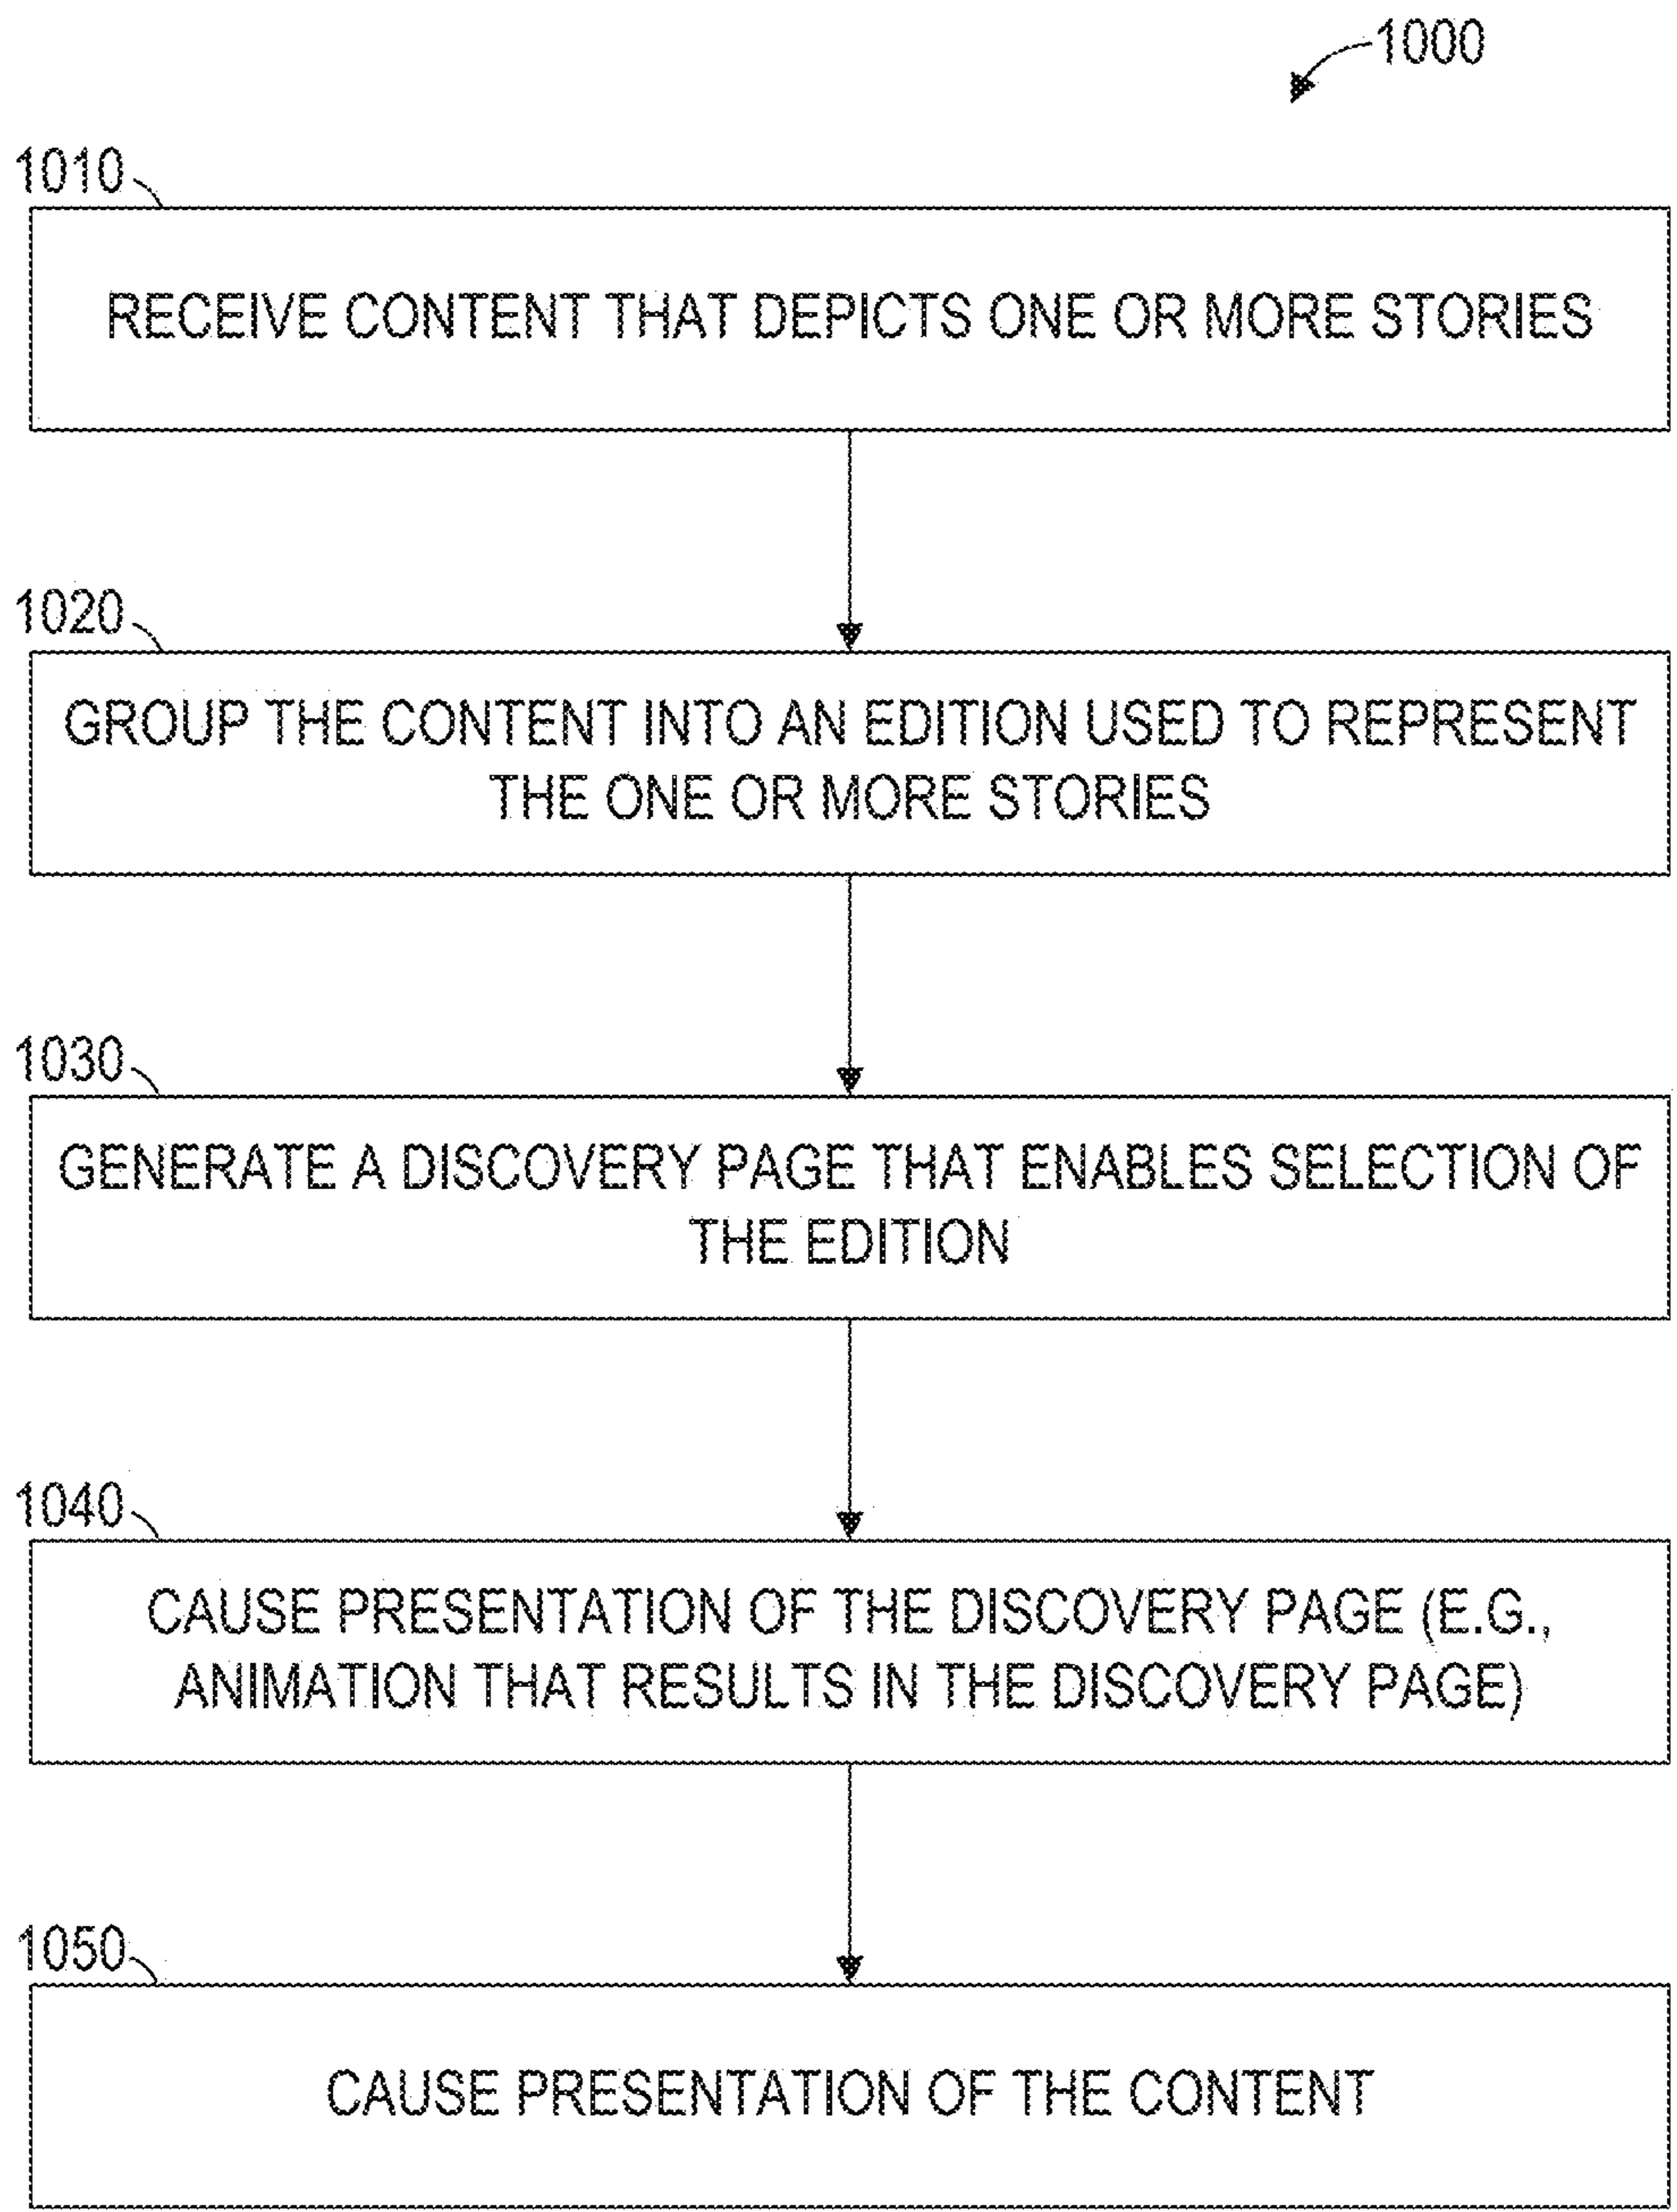 1000
1010
RECEIVE CONTENT THAT DEPICTS ONE OR MORE STORIES
1020
GROUP THE CONTENT INTO AN EDITION USED TO REPRESENT
THE ONE OR MORE STORIES
1030
GENERATE A DISCOVERY PAGE THAT ENABLES SELECTION OF
THE EDITION
1040
CAUSE PRESENTATION OF THE DISCOVERY PAGE (E.G.,
ANIMATION THAT RESULTS IN THE DISCOVERY PAGE)
1050
CAUSE PRESENTATION OF THE CONTENT